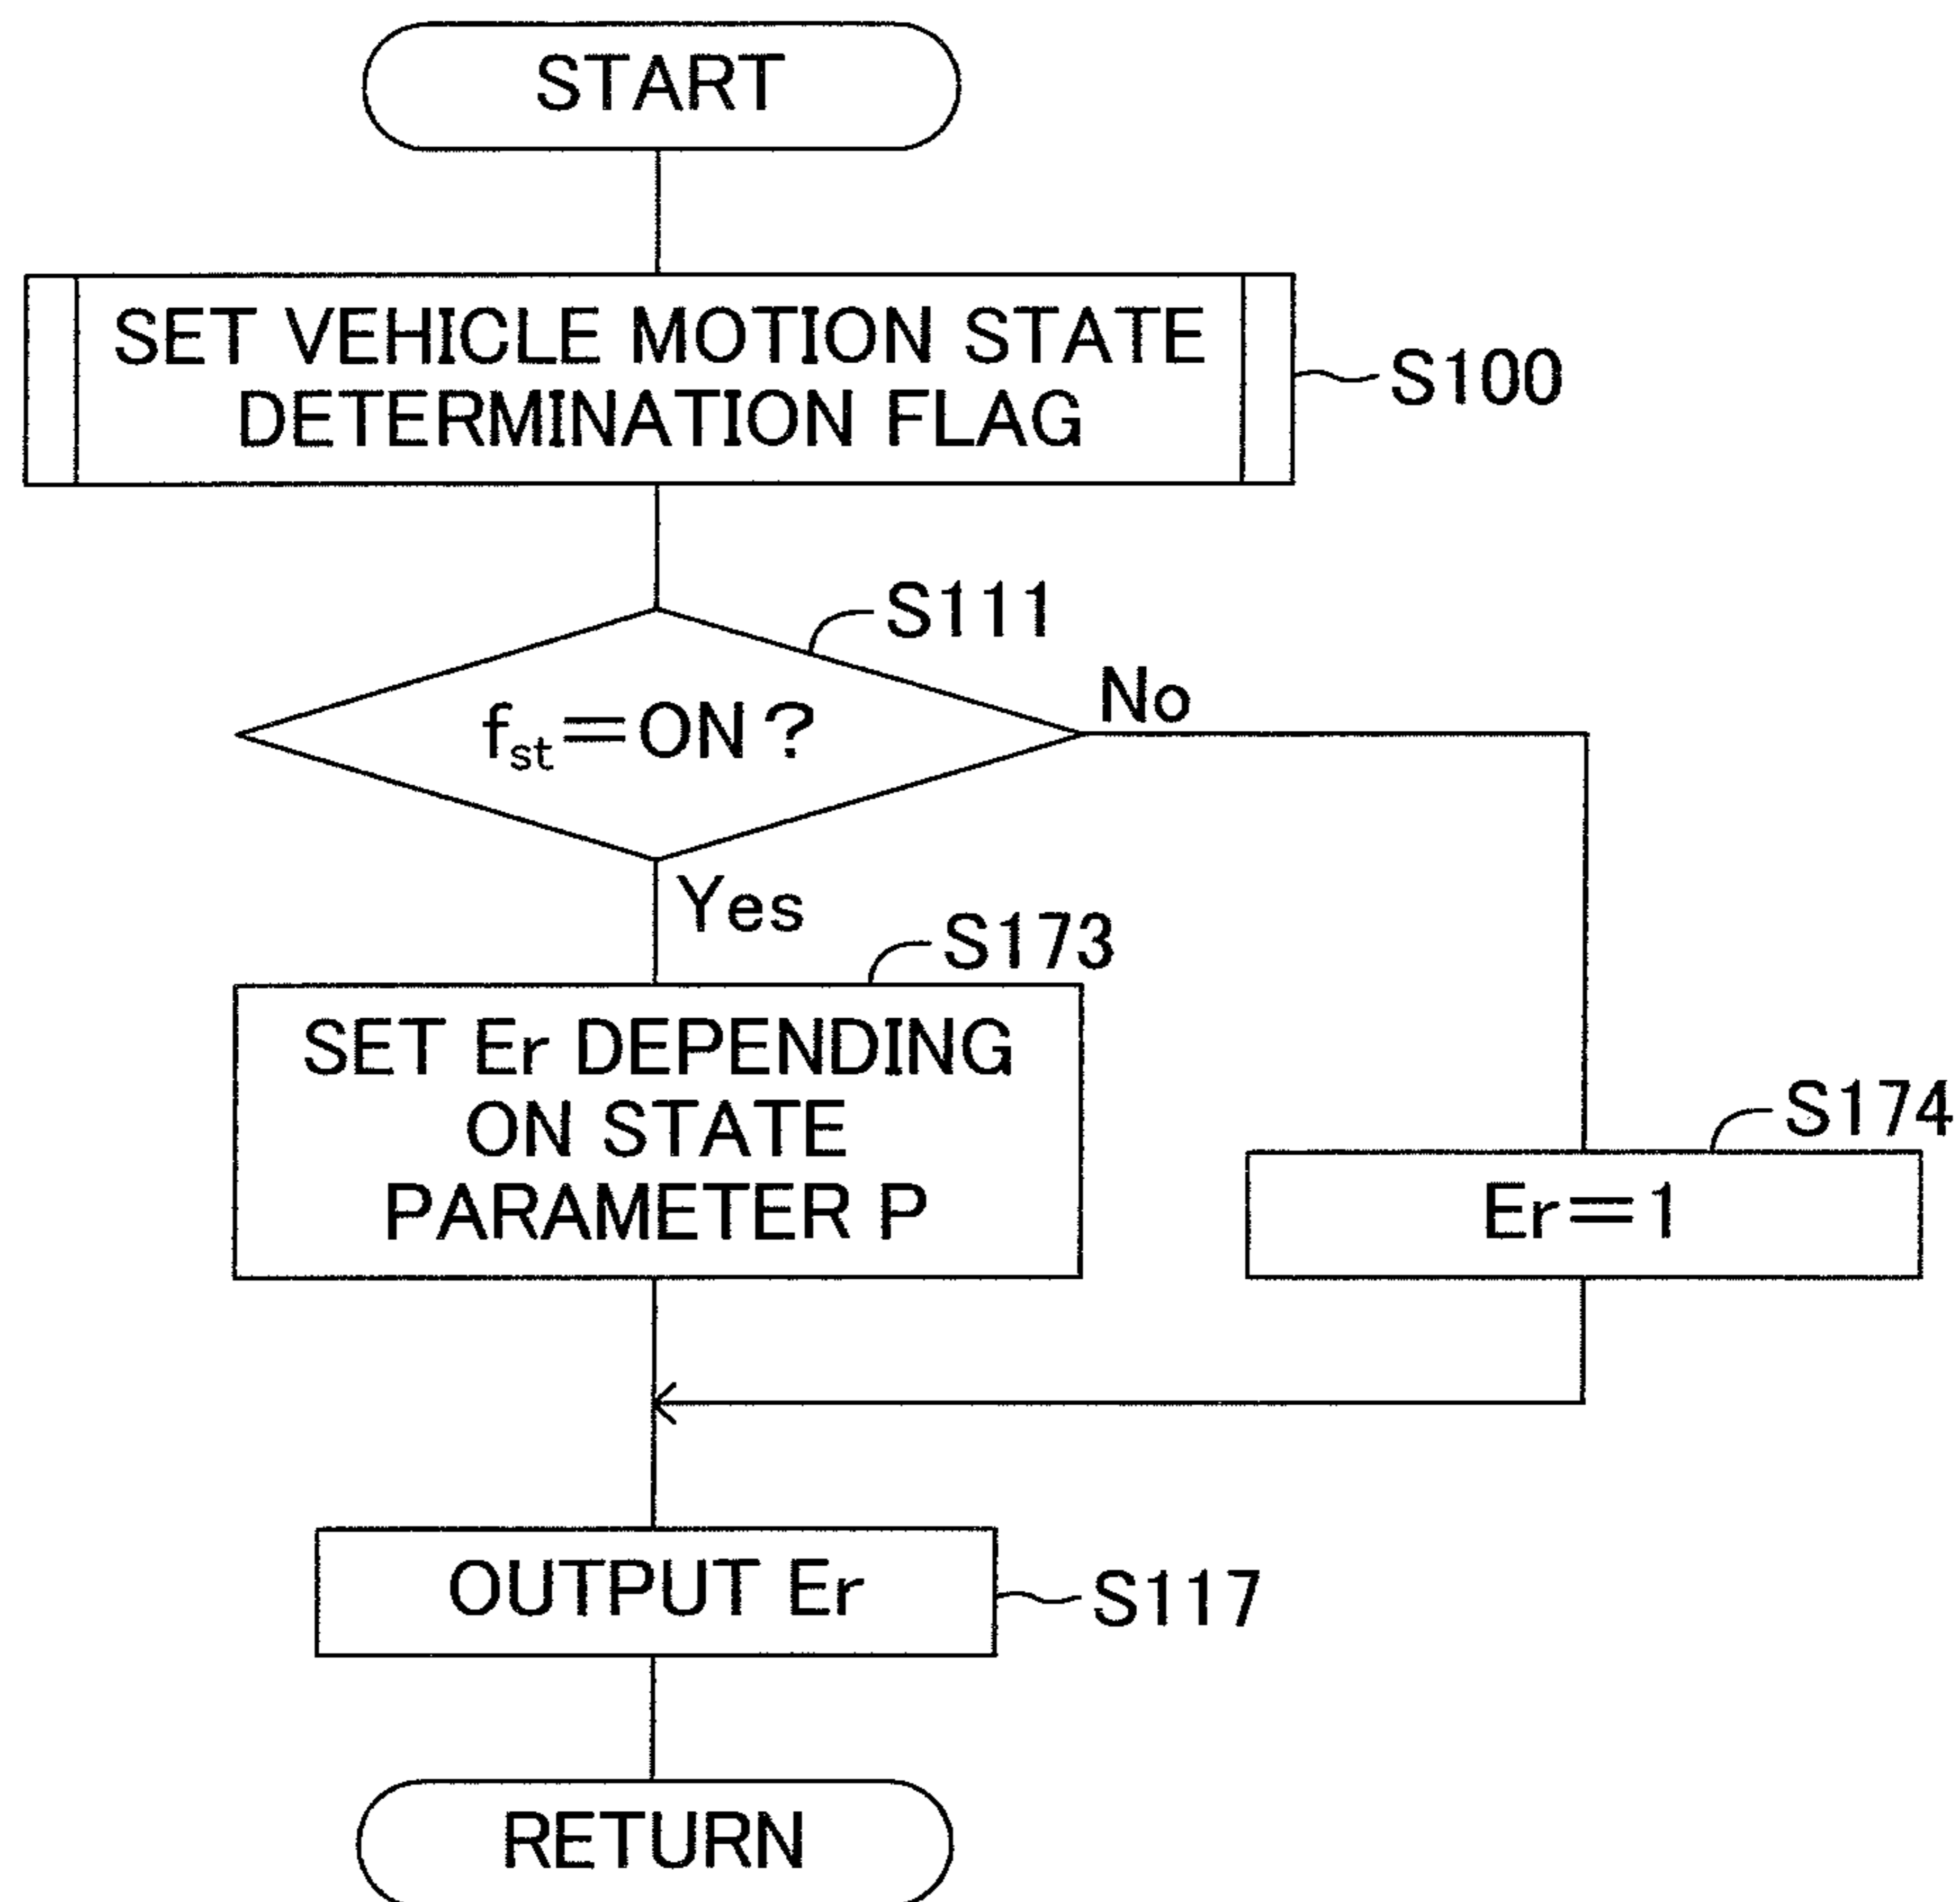 START
SET VEHICLE MOTION STATE
DETERMINATION FLAG
S100
S111
fst=ON?
No
Yes
S173
SET Er DEPENDING
ON STATE
PARAMETER P
S174
Er=1
OUTPUT Er
S117
RETURN